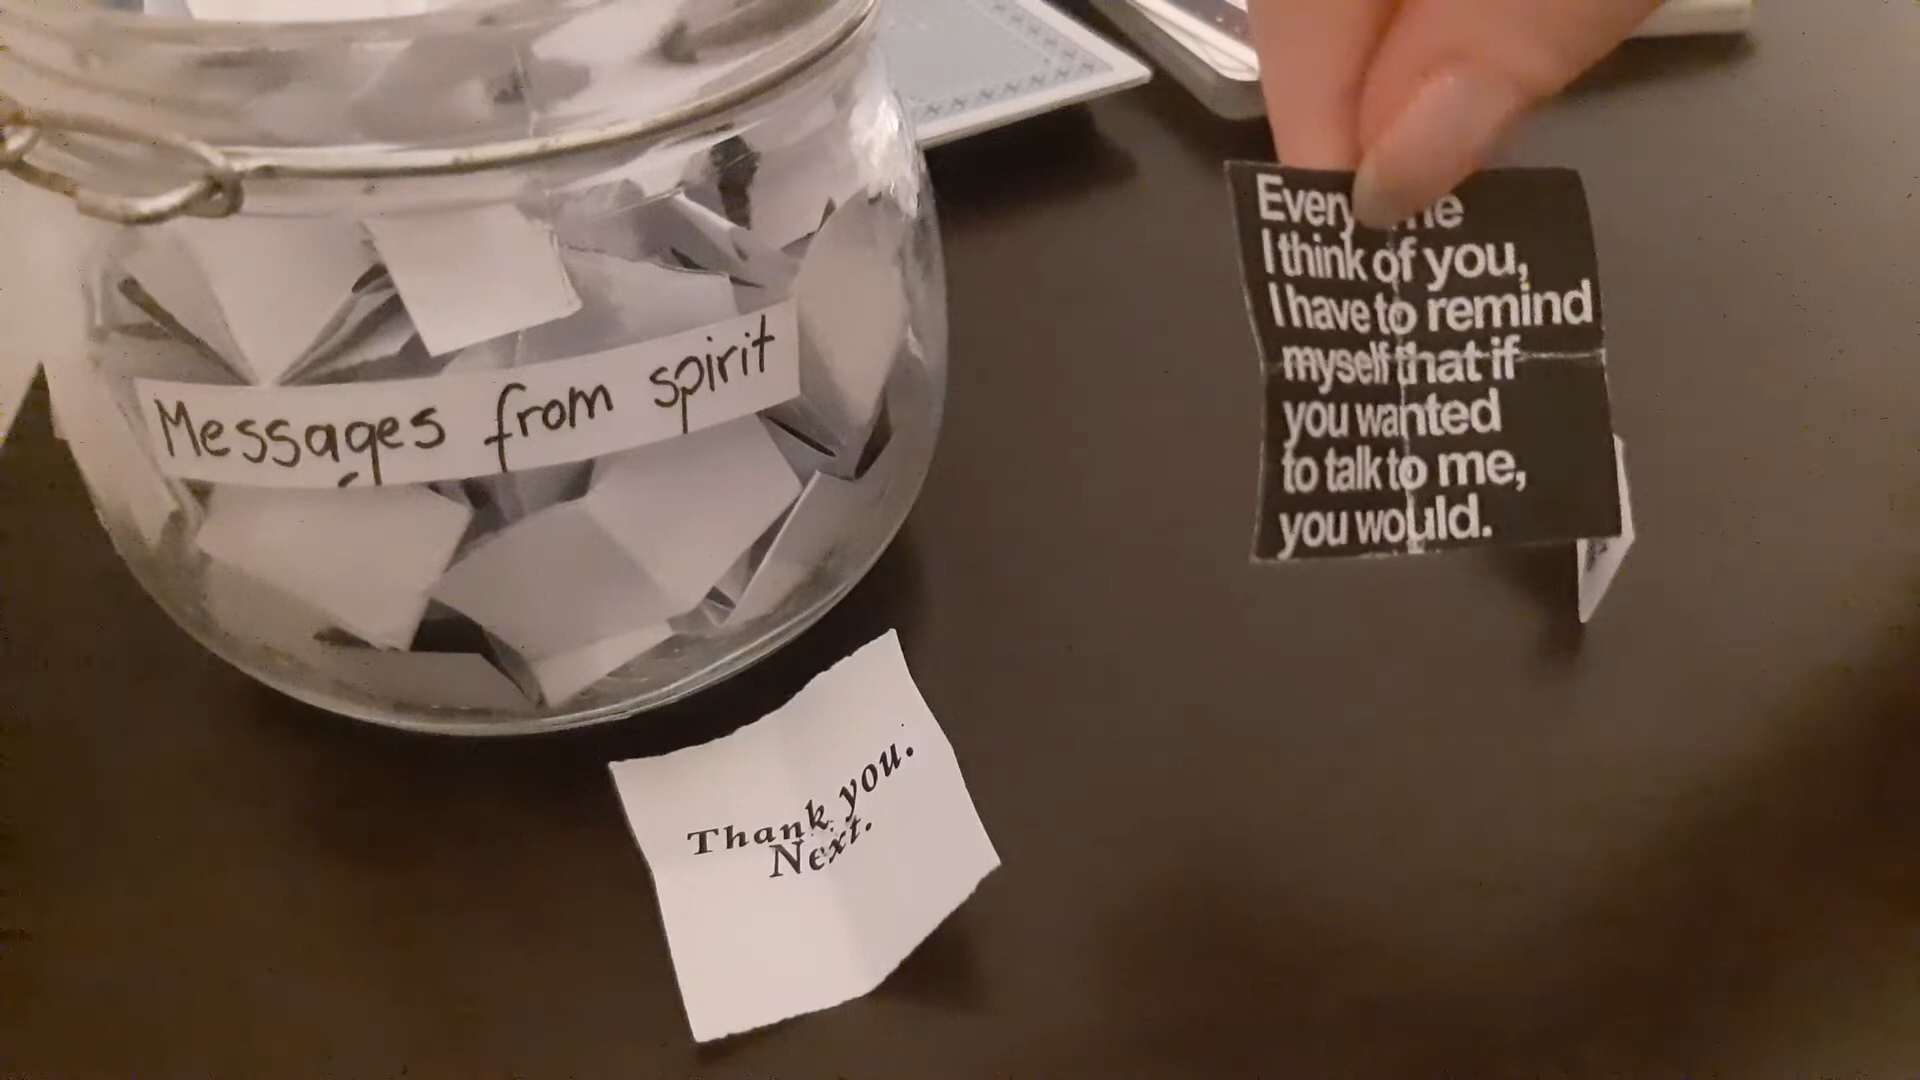 Messages from spirit
Every
I think of you,
I have to remind
myself that if
you wanted
to talk to me,
you would.
Thank you.
Next.